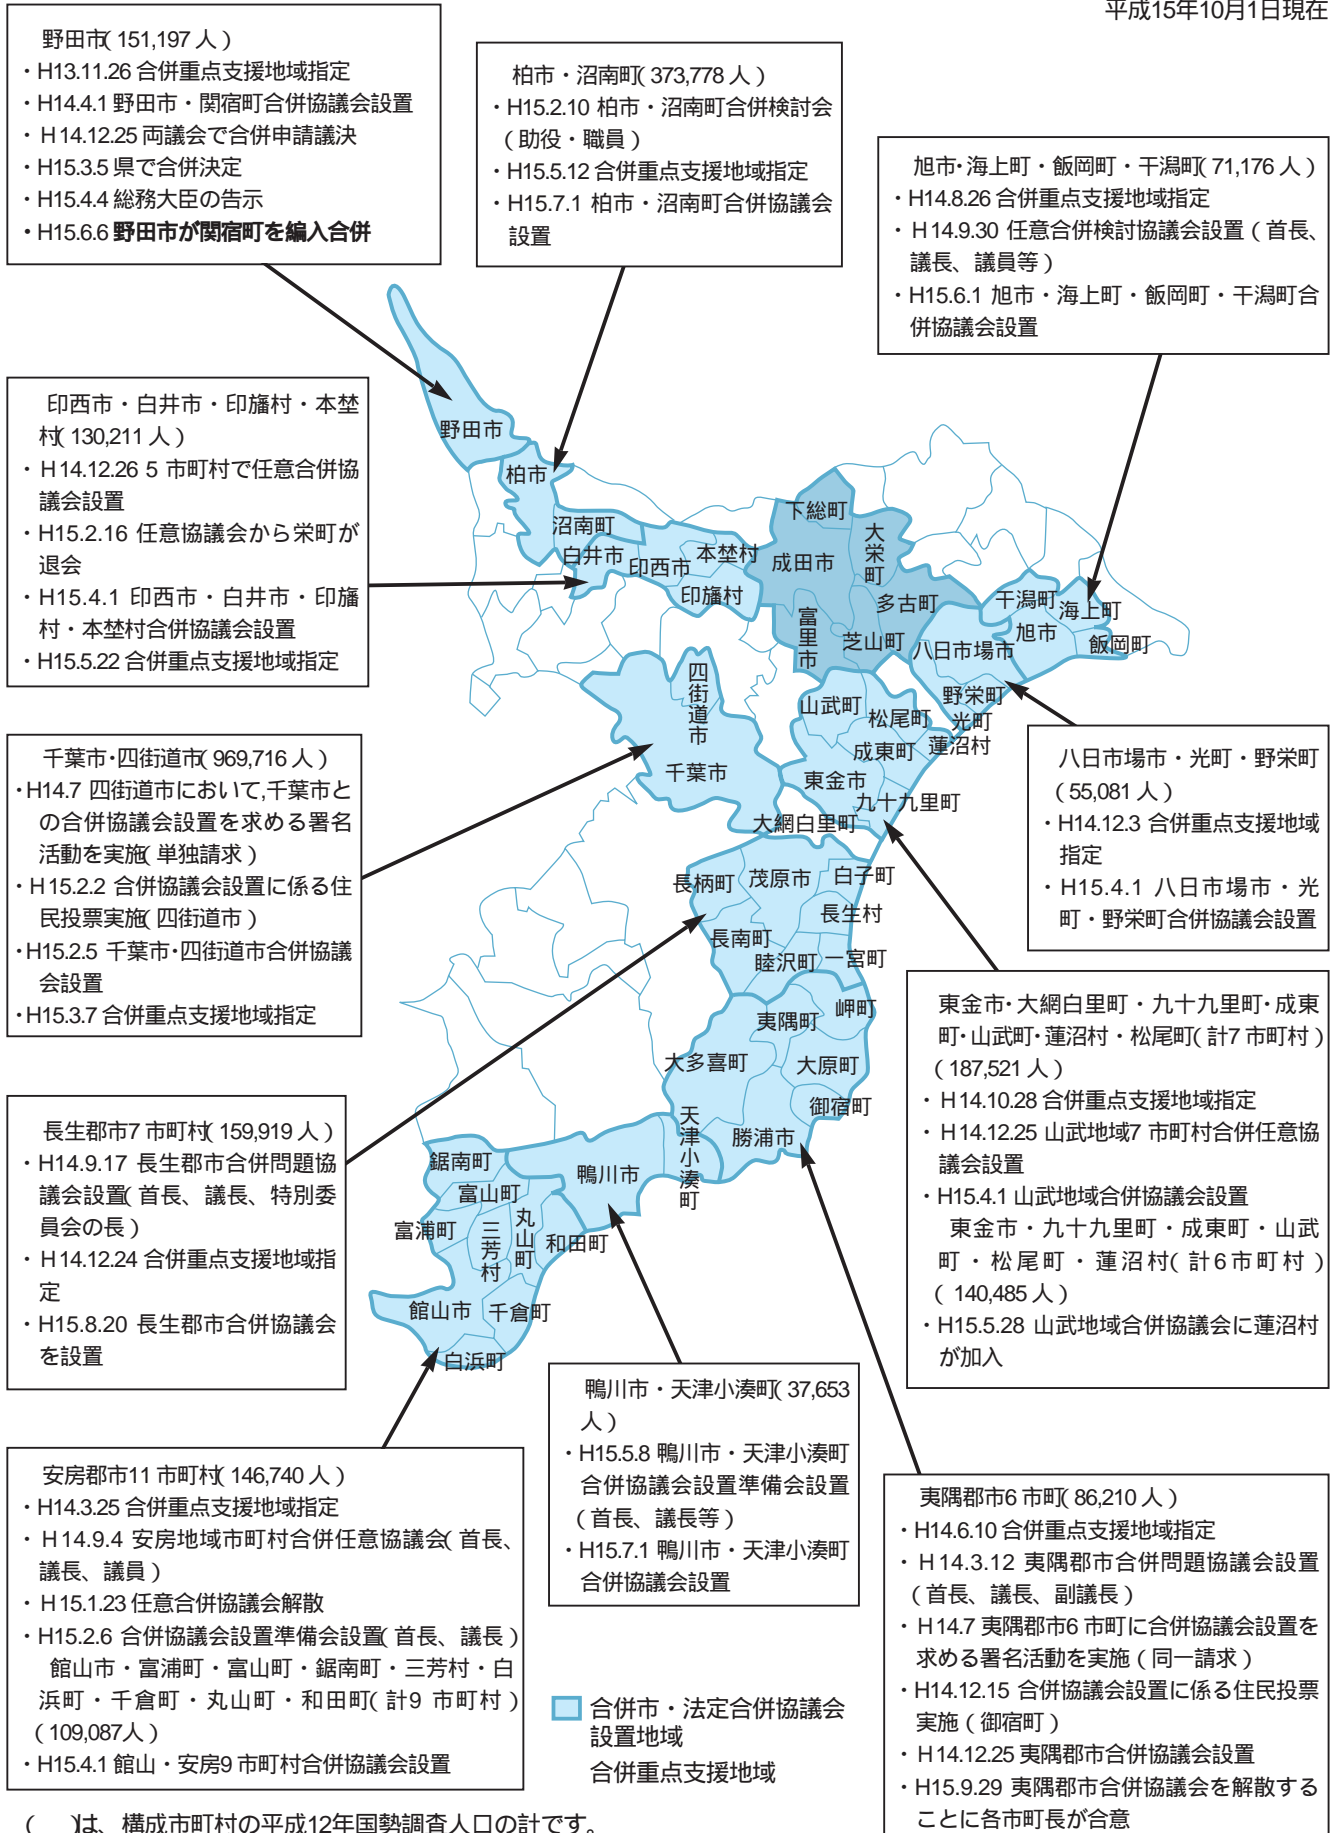 平成15年10月1日現在
野田市( 151,197 人 )
・H13.11.26 合併重点支援地域指定
・H14.4.1 野田市・関宿町合併協議会設置
・H14.12.25 両議会で合併申請議決
・H15.3.5 県で合併決定
・H15.4.4 総務大臣の告示
・H15.6.6 野田市が関宿町を編入合併
柏市・沼南町( 373,778 人 )
・H15.2.10 柏市・沼南町合併検討会
( 助役・職員 )
・H15.5.12 合併重点支援地域指定
・H15.7.1 柏市・沼南町合併協議会
設置
旭市・海上町・飯岡町・干潟町( 71,176 人 )
・H14.8.26 合併重点支援地域指定
・H14.9.30 任意合併検討協議会設置 ( 首長、
議長、議員等 )
・H15.6.1 旭市・海上町・飯岡町・干潟町合
併協議会設置
印西市・白井市・印旛村・本埜
村( 130,211 人 )
・H14.12.26 5 市町村で任意合併協
議会設置
・H15.2.16 任意協議会から栄町が
退会
・H15.4.1 印西市・白井市・印旛
村・本埜村合併協議会設置
・H15.5.22 合併重点支援地域指定
野田市
柏市
沼南町
白井市
印西市
本埜村
印旛村
下総町
成田市
大栄町
多古町
富里市
芝山町
干潟町
海上町
旭市
飯岡町
八日市場市
野栄町
光町
四街道市
千葉市
山武町
松尾町
成東町
蓮沼村
東金市
九十九里町
大網白里町
千葉市・四街道市( 969,716 人 )
・H14.7 四街道市において,千葉市と
の合併協議会設置を求める署名
活動を実施( 単独請求 )
・H15.2.2 合併協議会設置に係る住
民投票実施( 四街道市 )
・H15.2.5 千葉市・四街道市合併協議
会設置
・H15.3.7 合併重点支援地域指定
八日市場市・光町・野栄町
( 55,081 人 )
・H14.12.3 合併重点支援地域
指定
・H15.4.1 八日市場市・光
町・野栄町合併協議会設置
長柄町
茂原市
白子町
長生村
長南町
睦沢町
一宮町
岬町
夷隅町
大多喜町
大原町
御宿町
勝浦市
天津小湊町
鴨川市
鋸南町
富山町
富浦町
三芳村
丸山町
和田町
館山市
千倉町
白浜町
東金市・大網白里町・九十九里町・成東
町・山武町・蓮沼村・松尾町( 計7 市町村 )
( 187,521 人 )
・H14.10.28 合併重点支援地域指定
・H14.12.25 山武地域7 市町村合併任意協
議会設置
・H15.4.1 山武地域合併協議会設置
東金市・九十九里町・成東町・山武
町・松尾町・蓮沼村( 計6市町村 )
( 140,485 人 )
・H15.5.28 山武地域合併協議会に蓮沼村
が加入
長生郡市7 市町村( 159,919 人 )
・H14.9.17 長生郡市合併問題協
議会設置( 首長、議長、特別委
員会の長 )
・H14.12.24 合併重点支援地域指
定
・H15.8.20 長生郡市合併協議会
を設置
鴨川市・天津小湊町( 37,653
人 )
・H15.5.8 鴨川市・天津小湊町
合併協議会設置準備会設置
( 首長、議長等 )
・H15.7.1 鴨川市・天津小湊町
合併協議会設置
安房郡市11 市町村( 146,740 人 )
・H14.3.25 合併重点支援地域指定
・H14.9.4 安房地域市町村合併任意協議会( 首長、
議長、議員 )
・H15.1.23 任意合併協議会解散
・H15.2.6 合併協議会設置準備会設置( 首長、議長 )
館山市・富浦町・富山町・鋸南町・三芳村・白
浜町・千倉町・丸山町・和田町( 計9 市町村 )
( 109,087人 )
・H15.4.1 館山・安房9 市町村合併協議会設置
夷隅郡市6 市町( 86,210 人 )
・H14.6.10 合併重点支援地域指定
・H14.3.12 夷隅郡市合併問題協議会設置
( 首長、議長、副議長 )
・H14.7 夷隅郡市6 市町に合併協議会設置を
求める署名活動を実施 ( 同一請求 )
・H14.12.15 合併協議会設置に係る住民投票
実施 ( 御宿町 )
・H14.12.25 夷隅郡市合併協議会設置
・H15.9.29 夷隅郡市合併協議会を解散する
ことに各市町長が合意
合併市・法定合併協議会
設置地域
合併重点支援地域
( )は、構成市町村の平成12年国勢調査人口の計です。